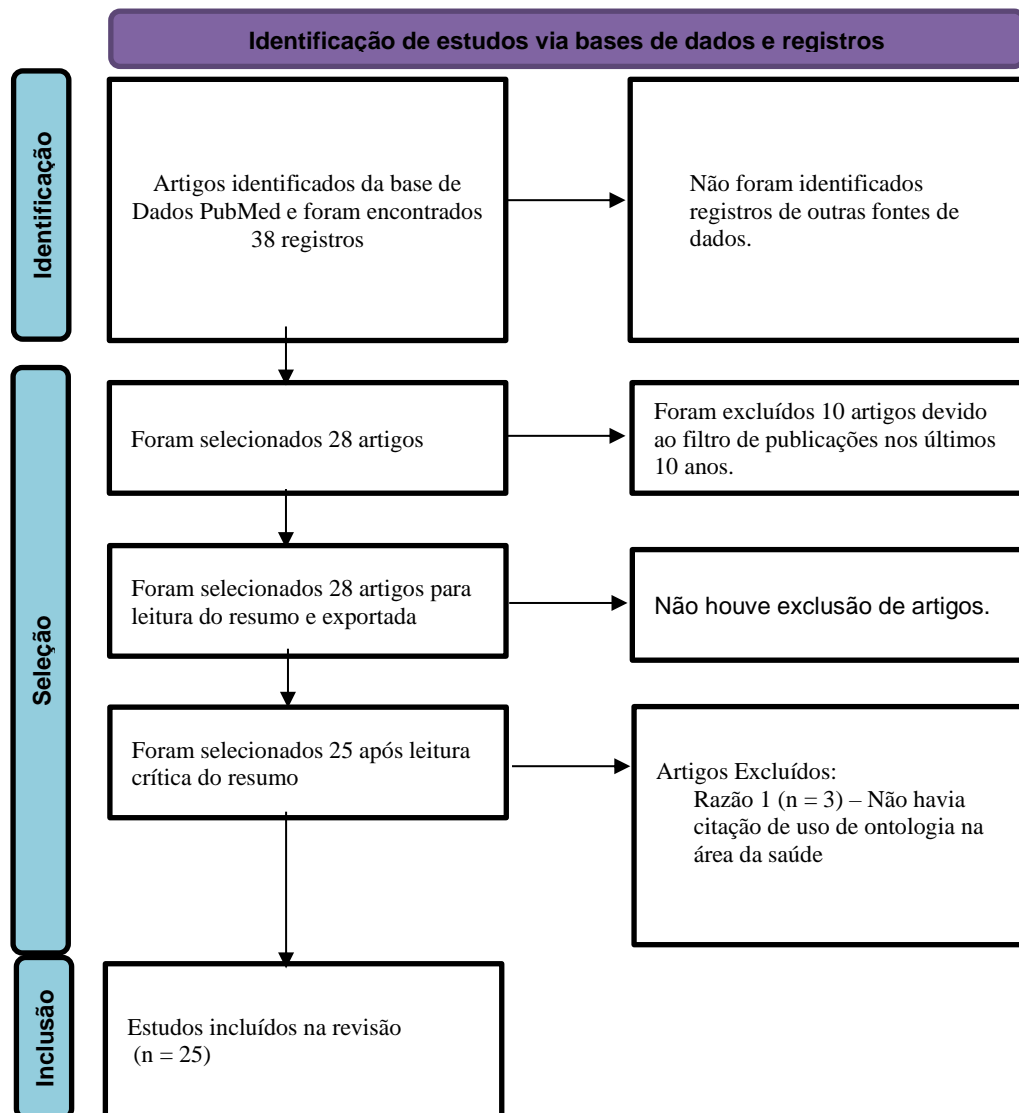 Identificação de estudos via bases de dados e registros
Identificação
Artigos identificados da base de
Dados PubMed e foram encontrados
38 registros
Não foram identificados
registros de outras fontes de
dados.
Seleção
Foram selecionados 28 artigos
Foram excluídos 10 artigos devido
ao filtro de publicações nos últimos
10 anos.
Foram selecionados 28 artigos para
leitura do resumo e exportada
Não houve exclusão de artigos.
Foram selecionados 25 após leitura
crítica do resumo
Artigos Excluídos:
Razão 1 (n = 3) – Não havia
citação de uso de ontologia na
área da saúde
Inclusão
Estudos incluídos na revisão
(n = 25)